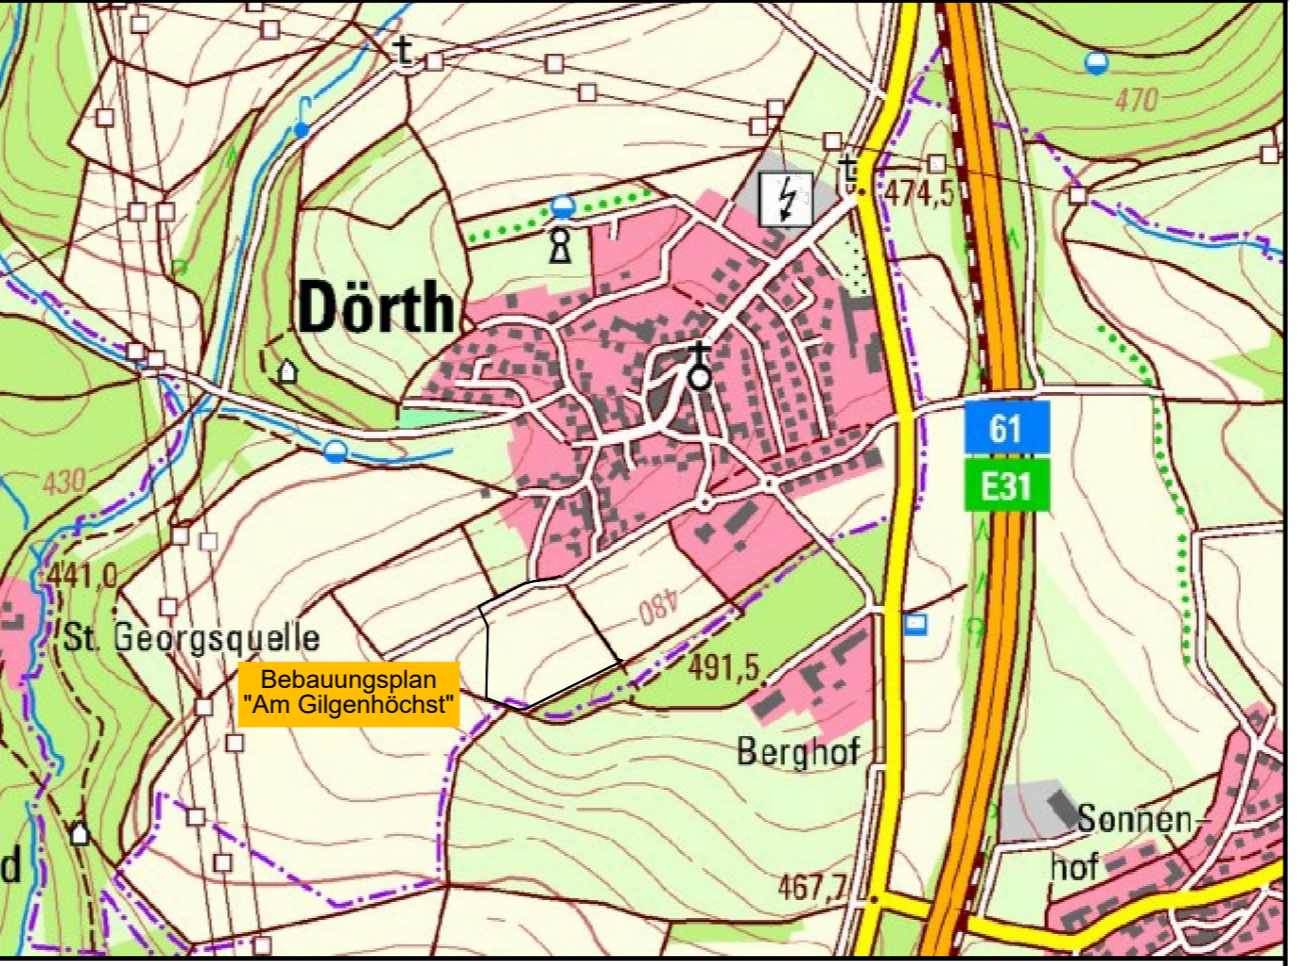 470
474,5
Dörth
61
E31
430
441,0
480
St. Georgsquelle
491,5
Bebauungsplan
"Am Gilgenhöchst"
Berghof
Sonnen-
hof
d
467,7